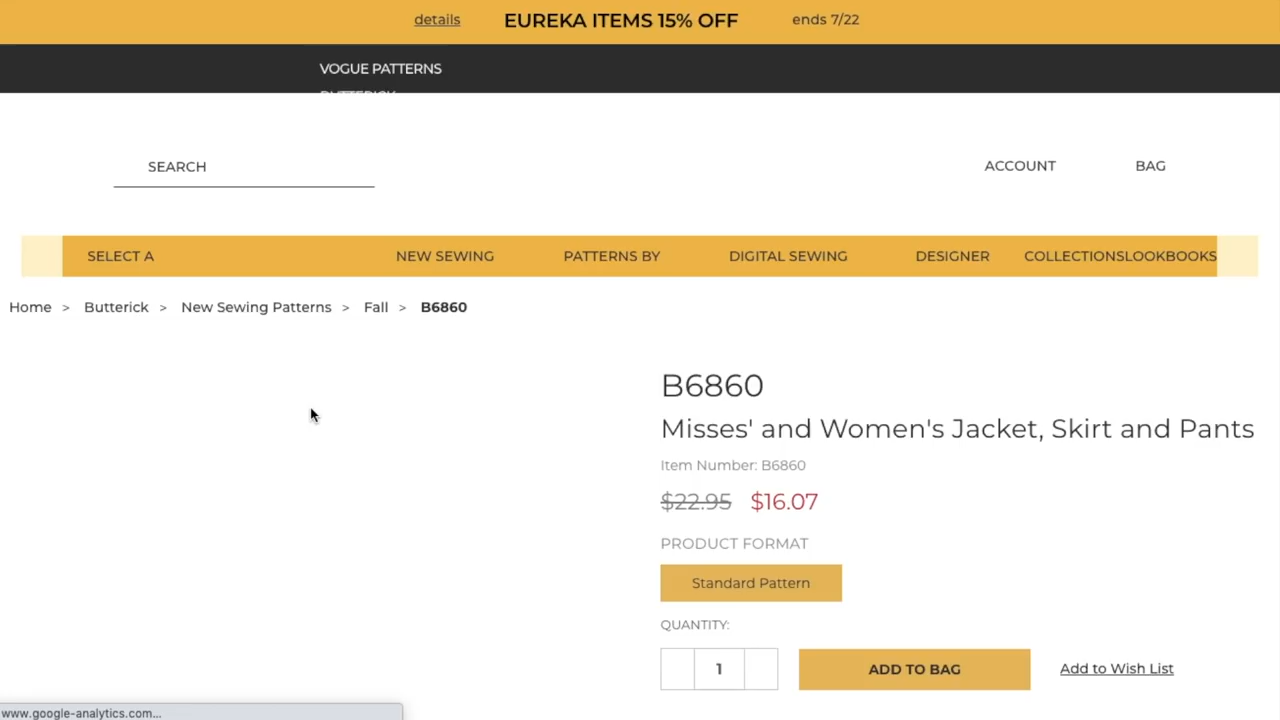 details EUREKA ITEMS 15% OFF ends 7/22
VOGUE PATTERNS
BUTTERICK
SEARCH ACCOUNT BAG
SELECT A NEW SEWING PATTERNS BY DIGITAL SEWING DESIGNER COLLECTIONSLOOKBOOKS
Home > Butterick > New Sewing Patterns > Fall > B6860
B6860
Misses' and Women's Jacket, Skirt and Pants
Item Number: B6860
$22.95 $16.07
PRODUCT FORMAT
Standard Pattern
QUANTITY:
1 ADD TO BAG Add to Wish List
www.google-analytics.com...